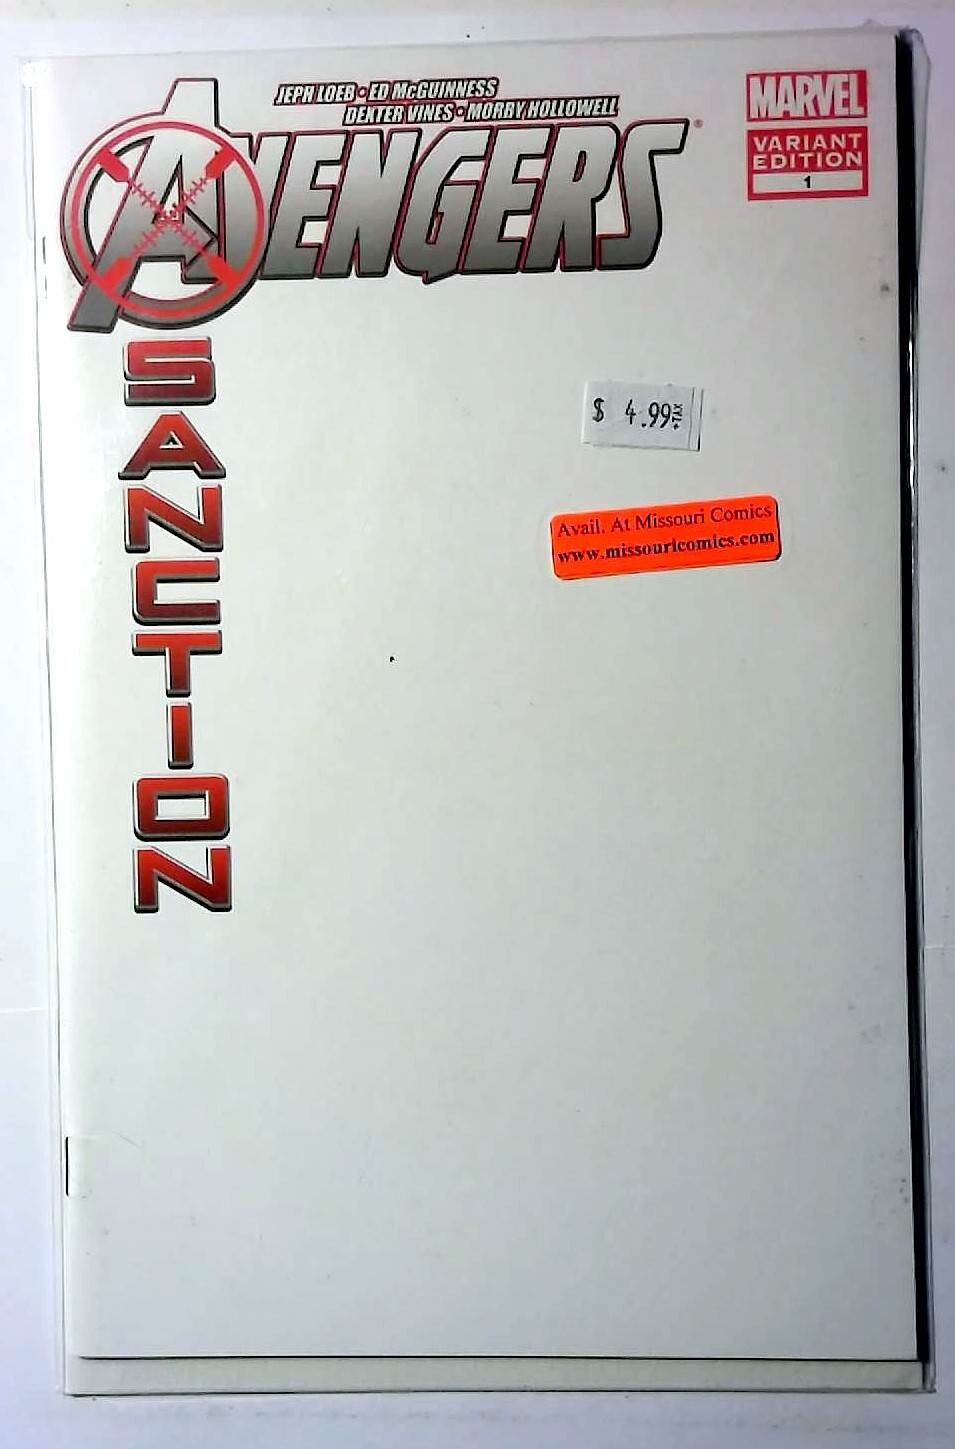 JEPH LOEB • ED McGUINNESS
DEXTER VINES • MORRY HOLLOWELL
AVENGERS®
SANCTION
MARVEL
VARIANT
EDITION
1
$ 4.99 +TAX
Avail. At Missouri Comics
www.missouricomics.com